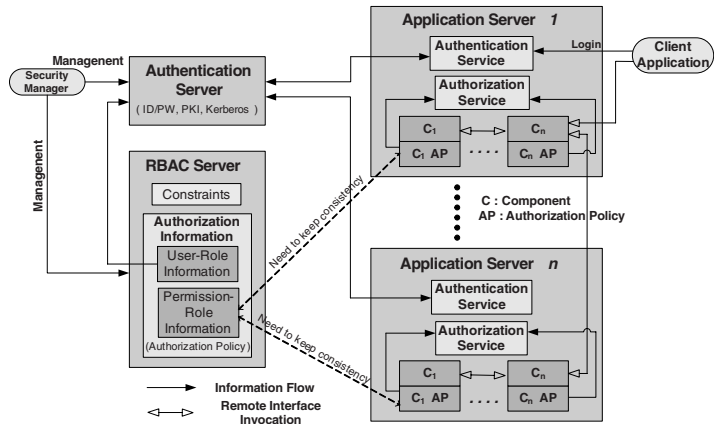 Application Server 1
Authentication
Service
Login
Client
Application
Managenent
Security
Manager
Authentication
Server
( ID/PW, PKI, Kerberos )
Authorization
Service
C1
Cn
C1 AP
. . . .
Cn AP
Managenent
RBAC Server
Constraints
Authorization
Information
User-Role
Information
Permission-
Role
Information
(Authorization Policy)
Need to keep consistency
Need to keep consistency
C : Component
AP : Authorization Policy
Application Server n
Authentication
Service
Authorization
Service
C1
Cn
C1 AP
. . . .
Cn AP
Information Flow
Remote Interface
Invocation